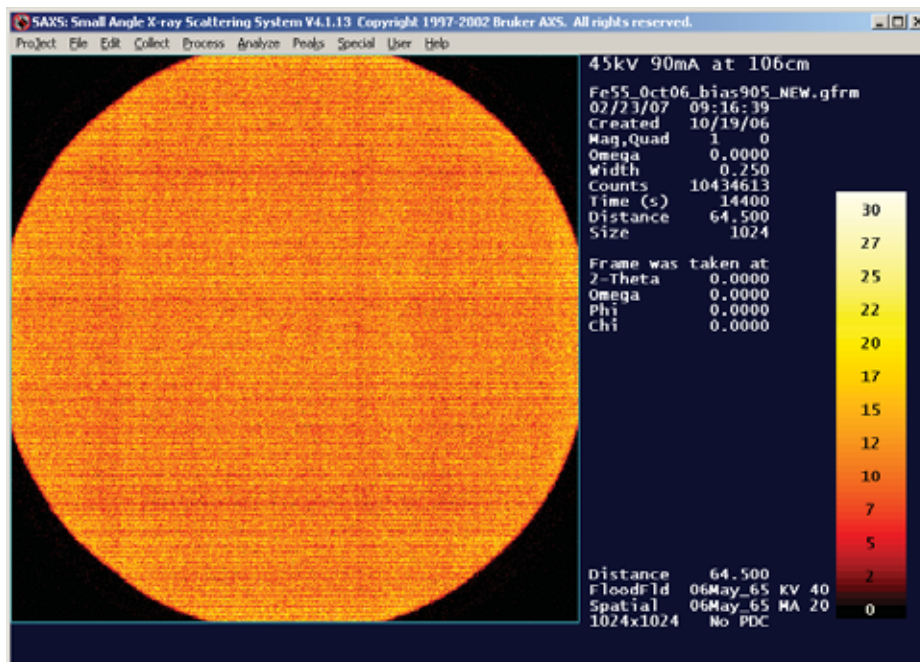 SAXS: Small Angle X-ray Scattering System V4.1.13 Copyright 1997-2002 Bruker AXS. All rights reserved.
Project File Edit Collect Process Analyze Peaks Special User Help
45kV 90mA at 106cm
Fe55_Oct06_bias905_NEW.gfrm
02/23/07 09:16:39
Created 10/19/06
Mag,Quad 1 0
Omega 0.0000
Width 0.250
Counts 10434613
Time (s) 14400
Distance 64.500
Size 1024
Frame was taken at
2-Theta 0.0000
Omega 0.0000
Phi 0.0000
Chi 0.0000
30
27
25
22
20
17
15
12
10
7
5
2
0
Distance 64.500
FloodFld 06May_65 KV 40
Spatial 06May_65 MA 20
1024x1024 No PDC